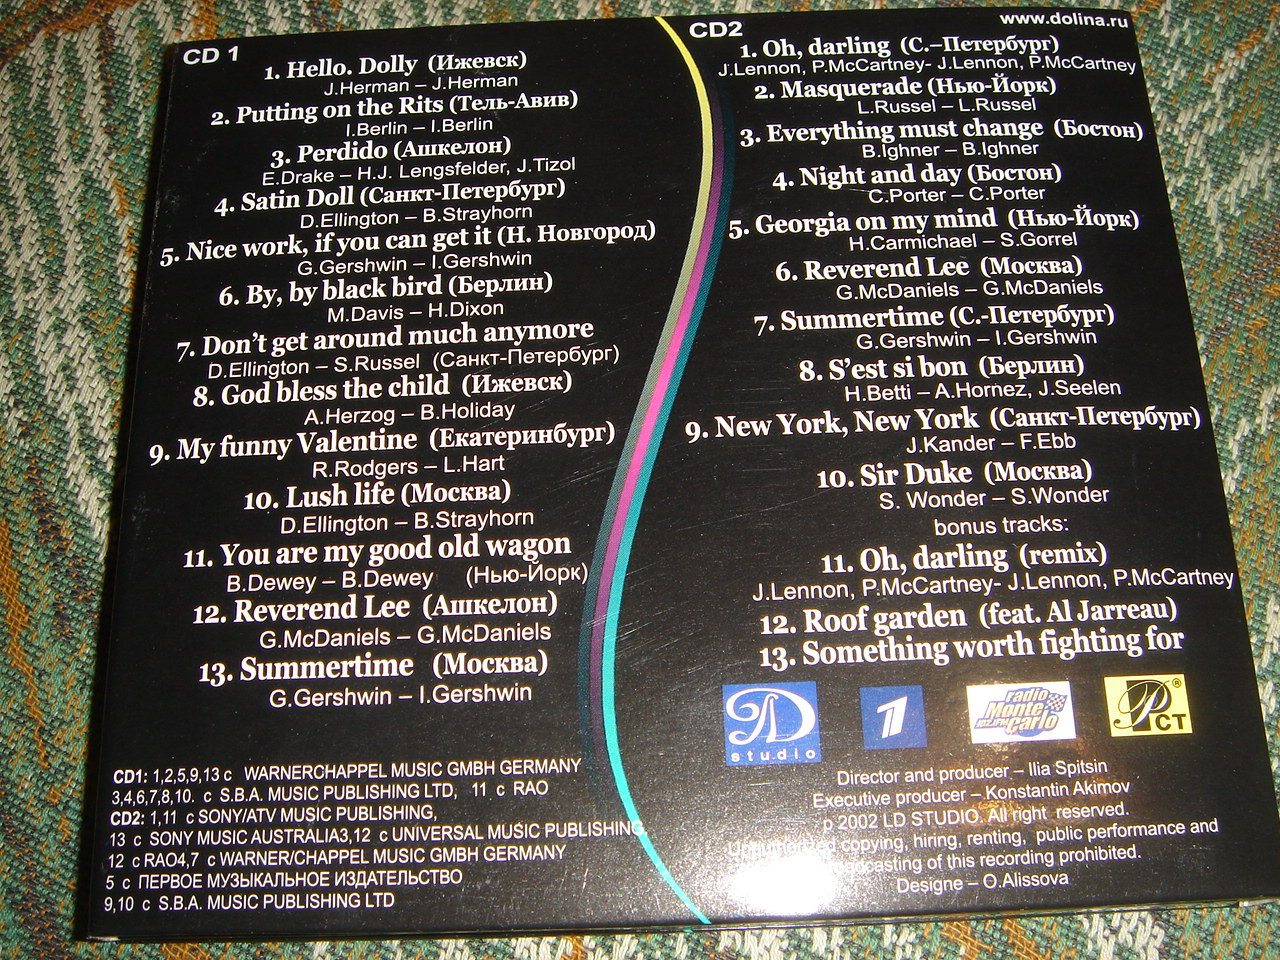 CD 1
1. Hello. Dolly (Ижевск)
J.Herman – J.Herman
2. Putting on the Rits (Тель-Авив)
I.Berlin – I.Berlin
3. Perdido (Ашкелон)
E.Drake – H.J. Lengsfelder, J.Tizol
4. Satin Doll (Санкт-Петербург)
D.Ellington – B.Strayhorn
5. Nice work, if you can get it (Н. Новгород)
G.Gershwin – I.Gershwin
6. By, by black bird (Берлин)
M.Davis – H.Dixon
7. Don't get around much anymore
D.Ellington – S.Russel (Санкт-Петербург)
8. God bless the child (Ижевск)
A.Herzog – B.Holiday
9. My funny Valentine (Екатеринбург)
R.Rodgers – L.Hart
10. Lush life (Москва)
D.Ellington – B.Strayhorn
11. You are my good old wagon
B.Dewey – B.Dewey (Нью-Йорк)
12. Reverend Lee (Ашкелон)
G.McDaniels – G.McDaniels
13. Summertime (Москва)
G.Gershwin – I.Gershwin
CD1: 1,2,5,9,13 c WARNERCHAPPEL MUSIC GMBH GERMANY
3,4,6,7,8,10. c S.B.A. MUSIC PUBLISHING LTD, 11 c RAO
CD2: 1,11 c SONY/ATV MUSIC PUBLISHING,
13 c SONY MUSIC AUSTRALIA3,12 c UNIVERSAL MUSIC PUBLISHING,
12 c RAO4,7 c WARNER/CHAPPEL MUSIC GMBH GERMANY
5 c ПЕРВОЕ МУЗЫКАЛЬНОЕ ИЗДАТЕЛЬСТВО
9,10 c S.B.A. MUSIC PUBLISHING LTD
CD2
www.dolina.ru
1. Oh, darling (С.–Петербург)
J.Lennon, P.McCartney- J.Lennon, P.McCartney
2. Masquerade (Нью-Йорк)
L.Russel – L.Russel
3. Everything must change (Бостон)
B.Ighner – B.Ighner
4. Night and day (Бостон)
C.Porter – C.Porter
5. Georgia on my mind (Нью-Йорк)
H.Carmichael – S.Gorrel
6. Reverend Lee (Москва)
G.McDaniels – G.McDaniels
7. Summertime (С.-Петербург)
G.Gershwin – I.Gershwin
8. S'est si bon (Берлин)
H.Betti – A.Hornez, J.Seelen
9. New York, New York (Санкт-Петербург)
J.Kander – F.Ebb
10. Sir Duke (Москва)
S. Wonder – S.Wonder
bonus tracks:
11. Oh, darling (remix)
J.Lennon, P.McCartney- J.Lennon, P.McCartney
12. Roof garden (feat. Al Jarreau)
13. Something worth fighting for
studio
1
radio
Monte
Carlo
102.1FM
РСТ®
Director and producer – Ilia Spitsin
Executive producer – Konstantin Akimov
p 2002 LD STUDIO. All right reserved.
Unauthorized copying, hiring, renting, public performance and
of this recording prohibited.
Designe – O.Alissova